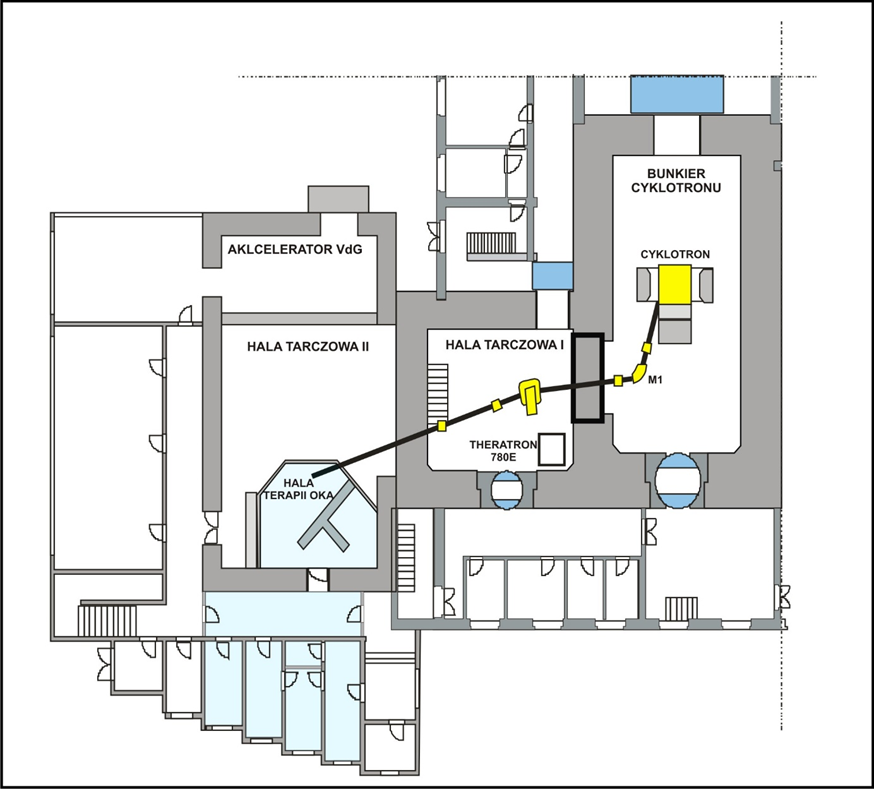 BUNKIER
CYKLOTRONU
AKLCELERATOR VdG
CYKLOTRON
HALA TARCZOWA II
HALA TARCZOWA I
M1
THERATRON
780E
HALA
TERAPII OKA